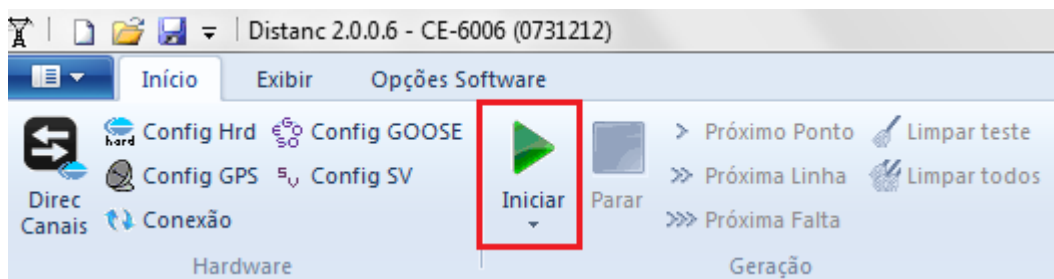 Distanc 2.0.0.6 - CE-6006 (0731212)
Início Exibir Opções Software
Direc Canais
hard Config Hrd
Config GPS
Conexão
Config GOOSE
Config SV
Iniciar
Parar
> Próximo Ponto
>> Próxima Linha
>>> Próxima Falta
Limpar teste
Limpar todos
Hardware
Geração